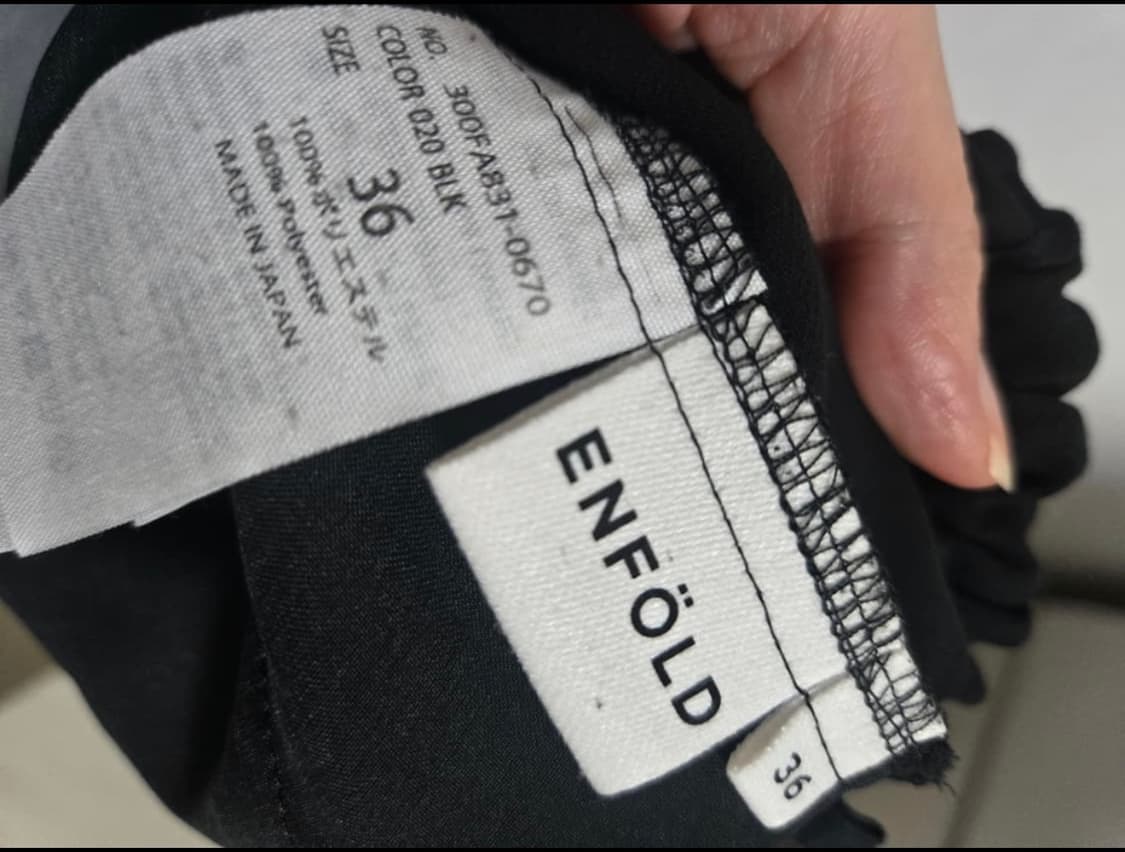 NO. 300FA831-0670
COLOR 020 BLK
SIZE 36
100% ポリエステル
100% Polyester
MADE IN JAPAN
ENFÖLD
36